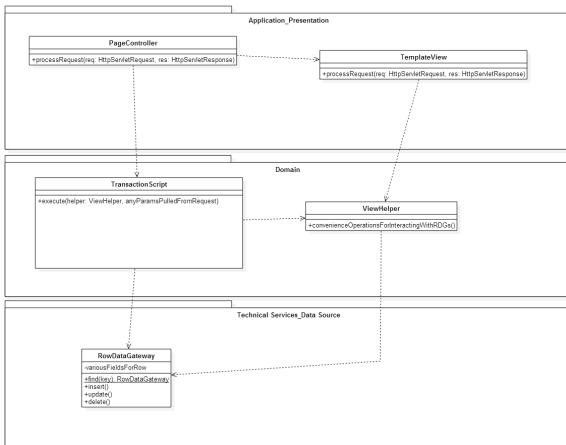 Application_Presentation
PageController
+processRequest(req: HttpServletRequest, res: HttpServletResponse)
TemplateView
+processRequest(req: HttpServletRequest, res: HttpServletResponse)
Domain
TransactionScript
+execute(helper: ViewHelper, anyParamsPulledFromRequest)
ViewHelper
+convenienceOperationsForInteractingWithRDGs()
Technical Services_Data Source
RowDataGateway
-variousFieldsForRow
+find(key): RowDataGateway
+insert()
+update()
+delete()